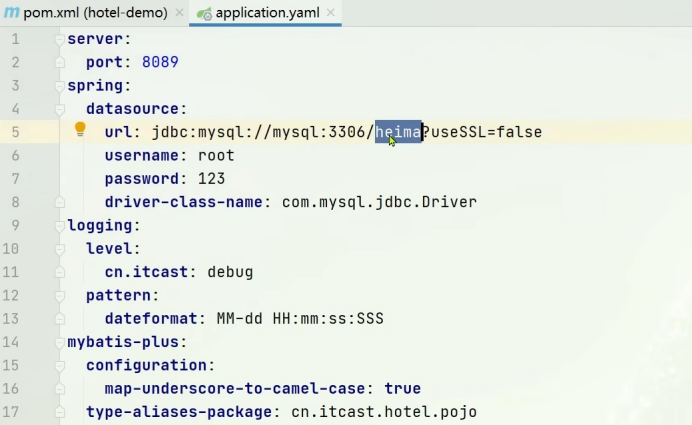 pom.xml (hotel-demo) application.yaml
1 server:
2   port: 8089
3 spring:
4   datasource:
5     url: jdbc:mysql://mysql:3306/heima?useSSL=false
6     username: root
7     password: 123
8     driver-class-name: com.mysql.jdbc.Driver
9 logging:
10   level:
11     cn.itcast: debug
12   pattern:
13     dateformat: MM-dd HH:mm:ss:SSS
14 mybatis-plus:
15   configuration:
16     map-underscore-to-camel-case: true
17   type-aliases-package: cn.itcast.hotel.pojo